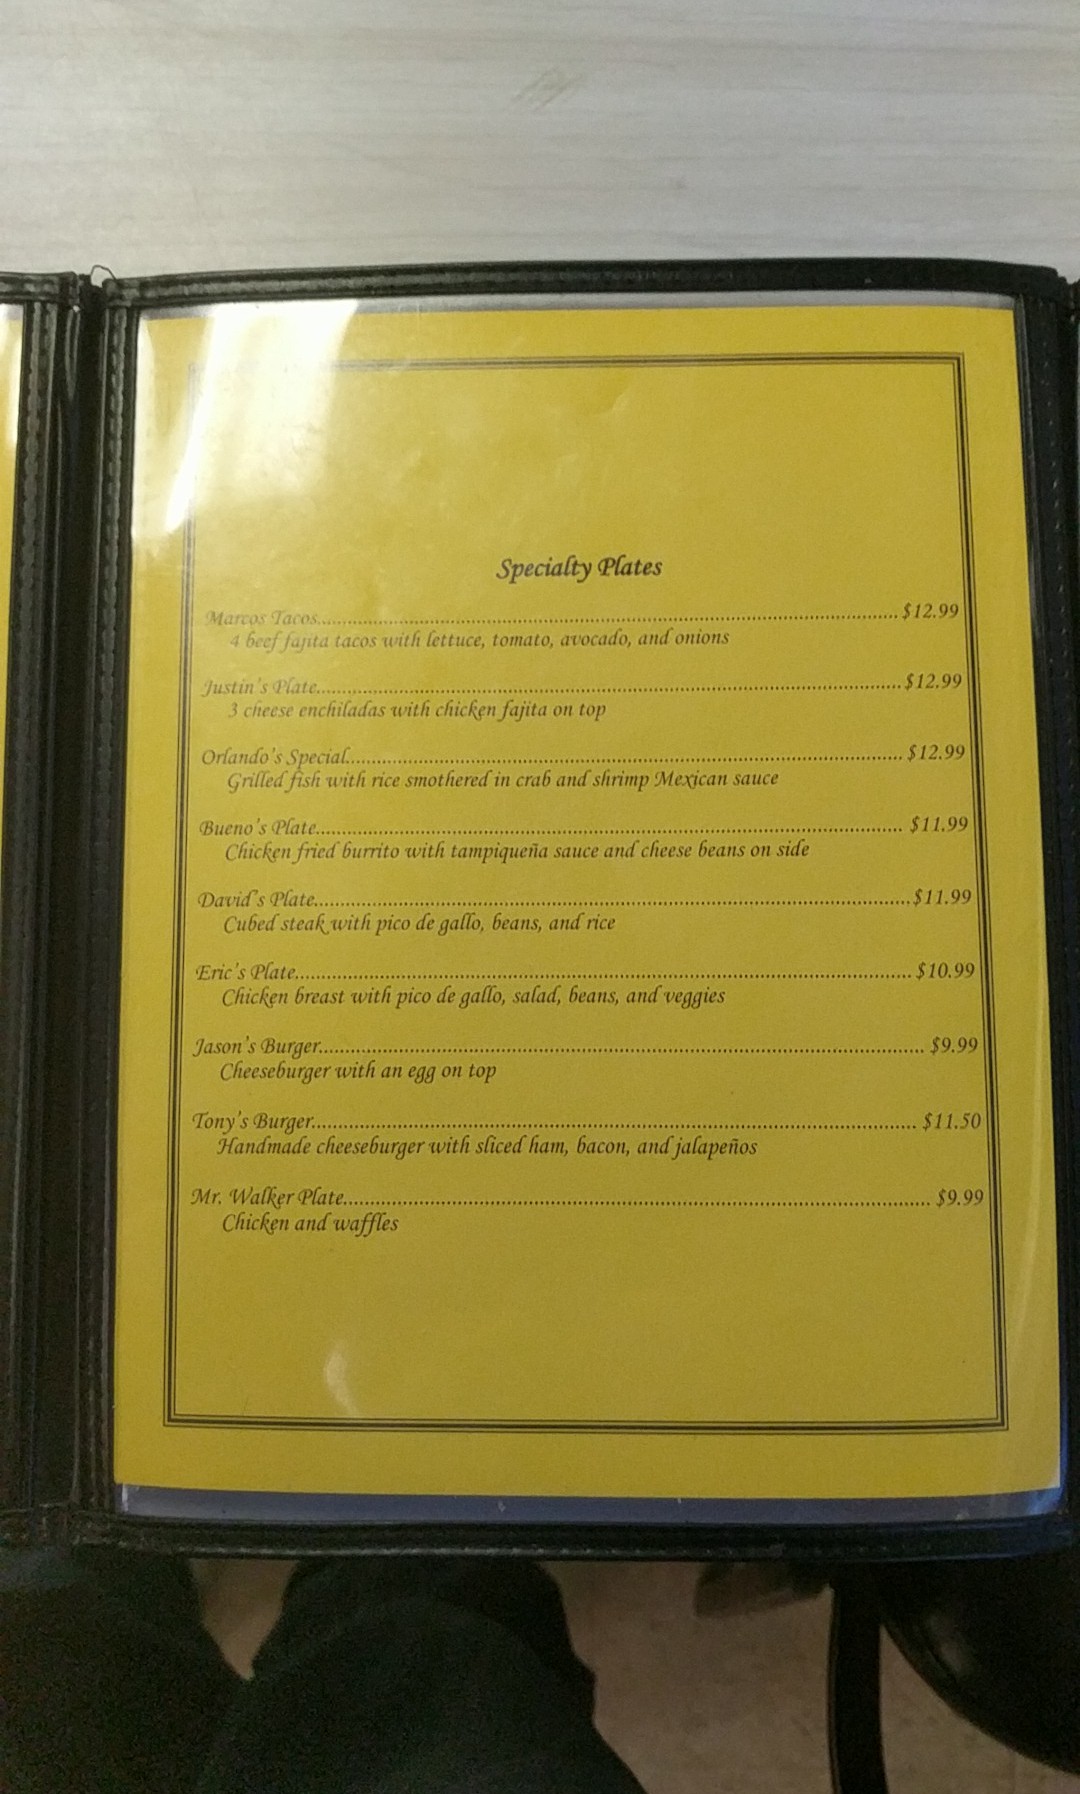 Specialty Plates
Marcos Tacos..........$12.99
4 beef fajita tacos with lettuce, tomato, avocado, and onions
Justin's Plate..........$12.99
3 cheese enchiladas with chicken fajita on top
Orlando's Special..........$12.99
Grilled fish with rice smothered in crab and shrimp Mexican sauce
Bueno's Plate..........$11.99
Chicken fried burrito with tampiqueña sauce and cheese beans on side
David's Plate..........$11.99
Cubed steak with pico de gallo, beans, and rice
Eric's Plate..........$10.99
Chicken breast with pico de gallo, salad, beans, and veggies
Jason's Burger..........$9.99
Cheeseburger with an egg on top
Tony's Burger..........$11.50
Handmade cheeseburger with sliced ham, bacon, and jalapeños
Mr. Walker Plate..........$9.99
Chicken and waffles